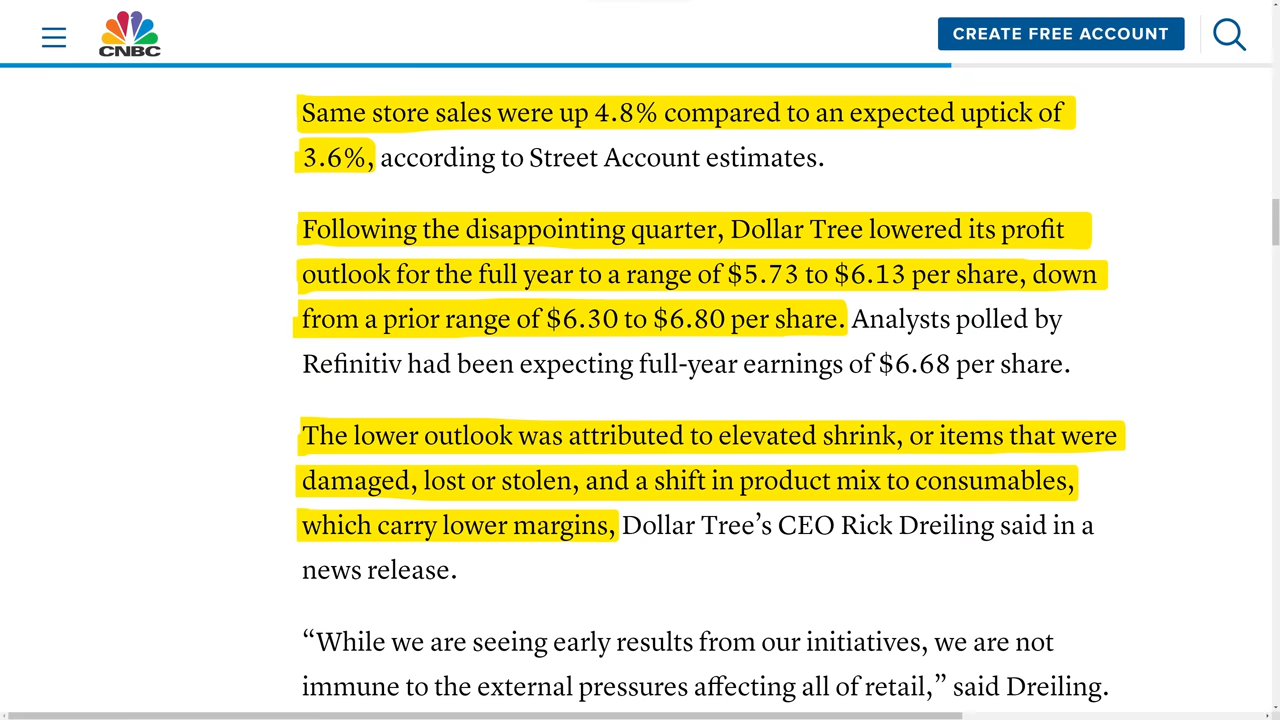 CNBC
CREATE FREE ACCOUNT
Same store sales were up 4.8% compared to an expected uptick of
3.6%, according to Street Account estimates.
Following the disappointing quarter, Dollar Tree lowered its profit
outlook for the full year to a range of $5.73 to $6.13 per share, down
from a prior range of $6.30 to $6.80 per share. Analysts polled by
Refinitiv had been expecting full-year earnings of $6.68 per share.
The lower outlook was attributed to elevated shrink, or items that were
damaged, lost or stolen, and a shift in product mix to consumables,
which carry lower margins, Dollar Tree’s CEO Rick Dreiling said in a
news release.
“While we are seeing early results from our initiatives, we are not
immune to the external pressures affecting all of retail,” said Dreiling.